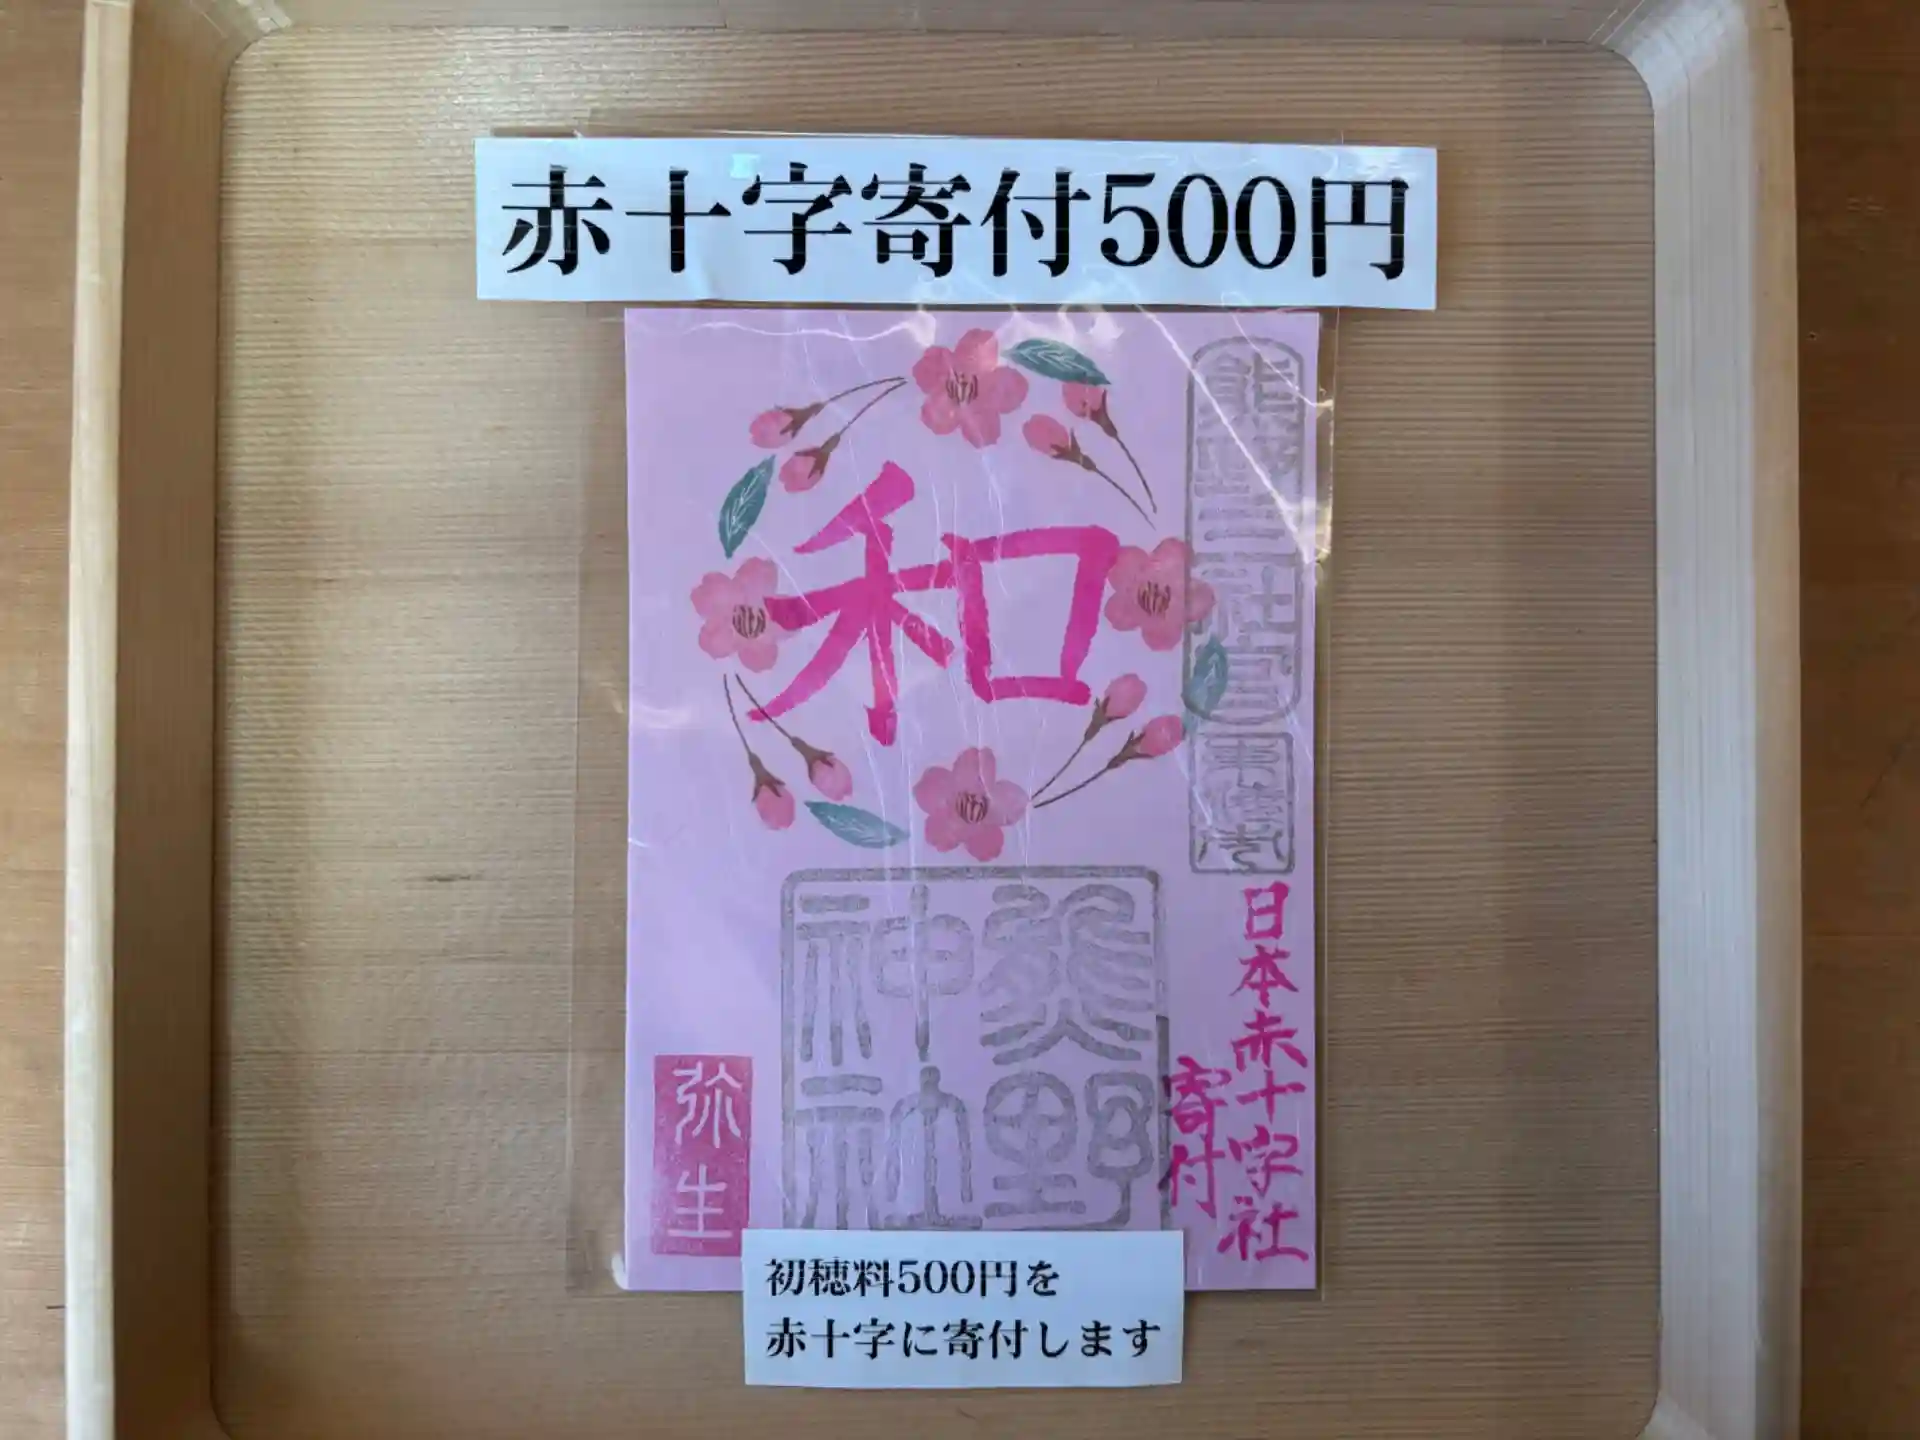 赤十字寄付500円
和
熊野三社宮
日本赤十字社
寄付
熊野
神社
弥生
初穂料500円を
赤十字に寄付します